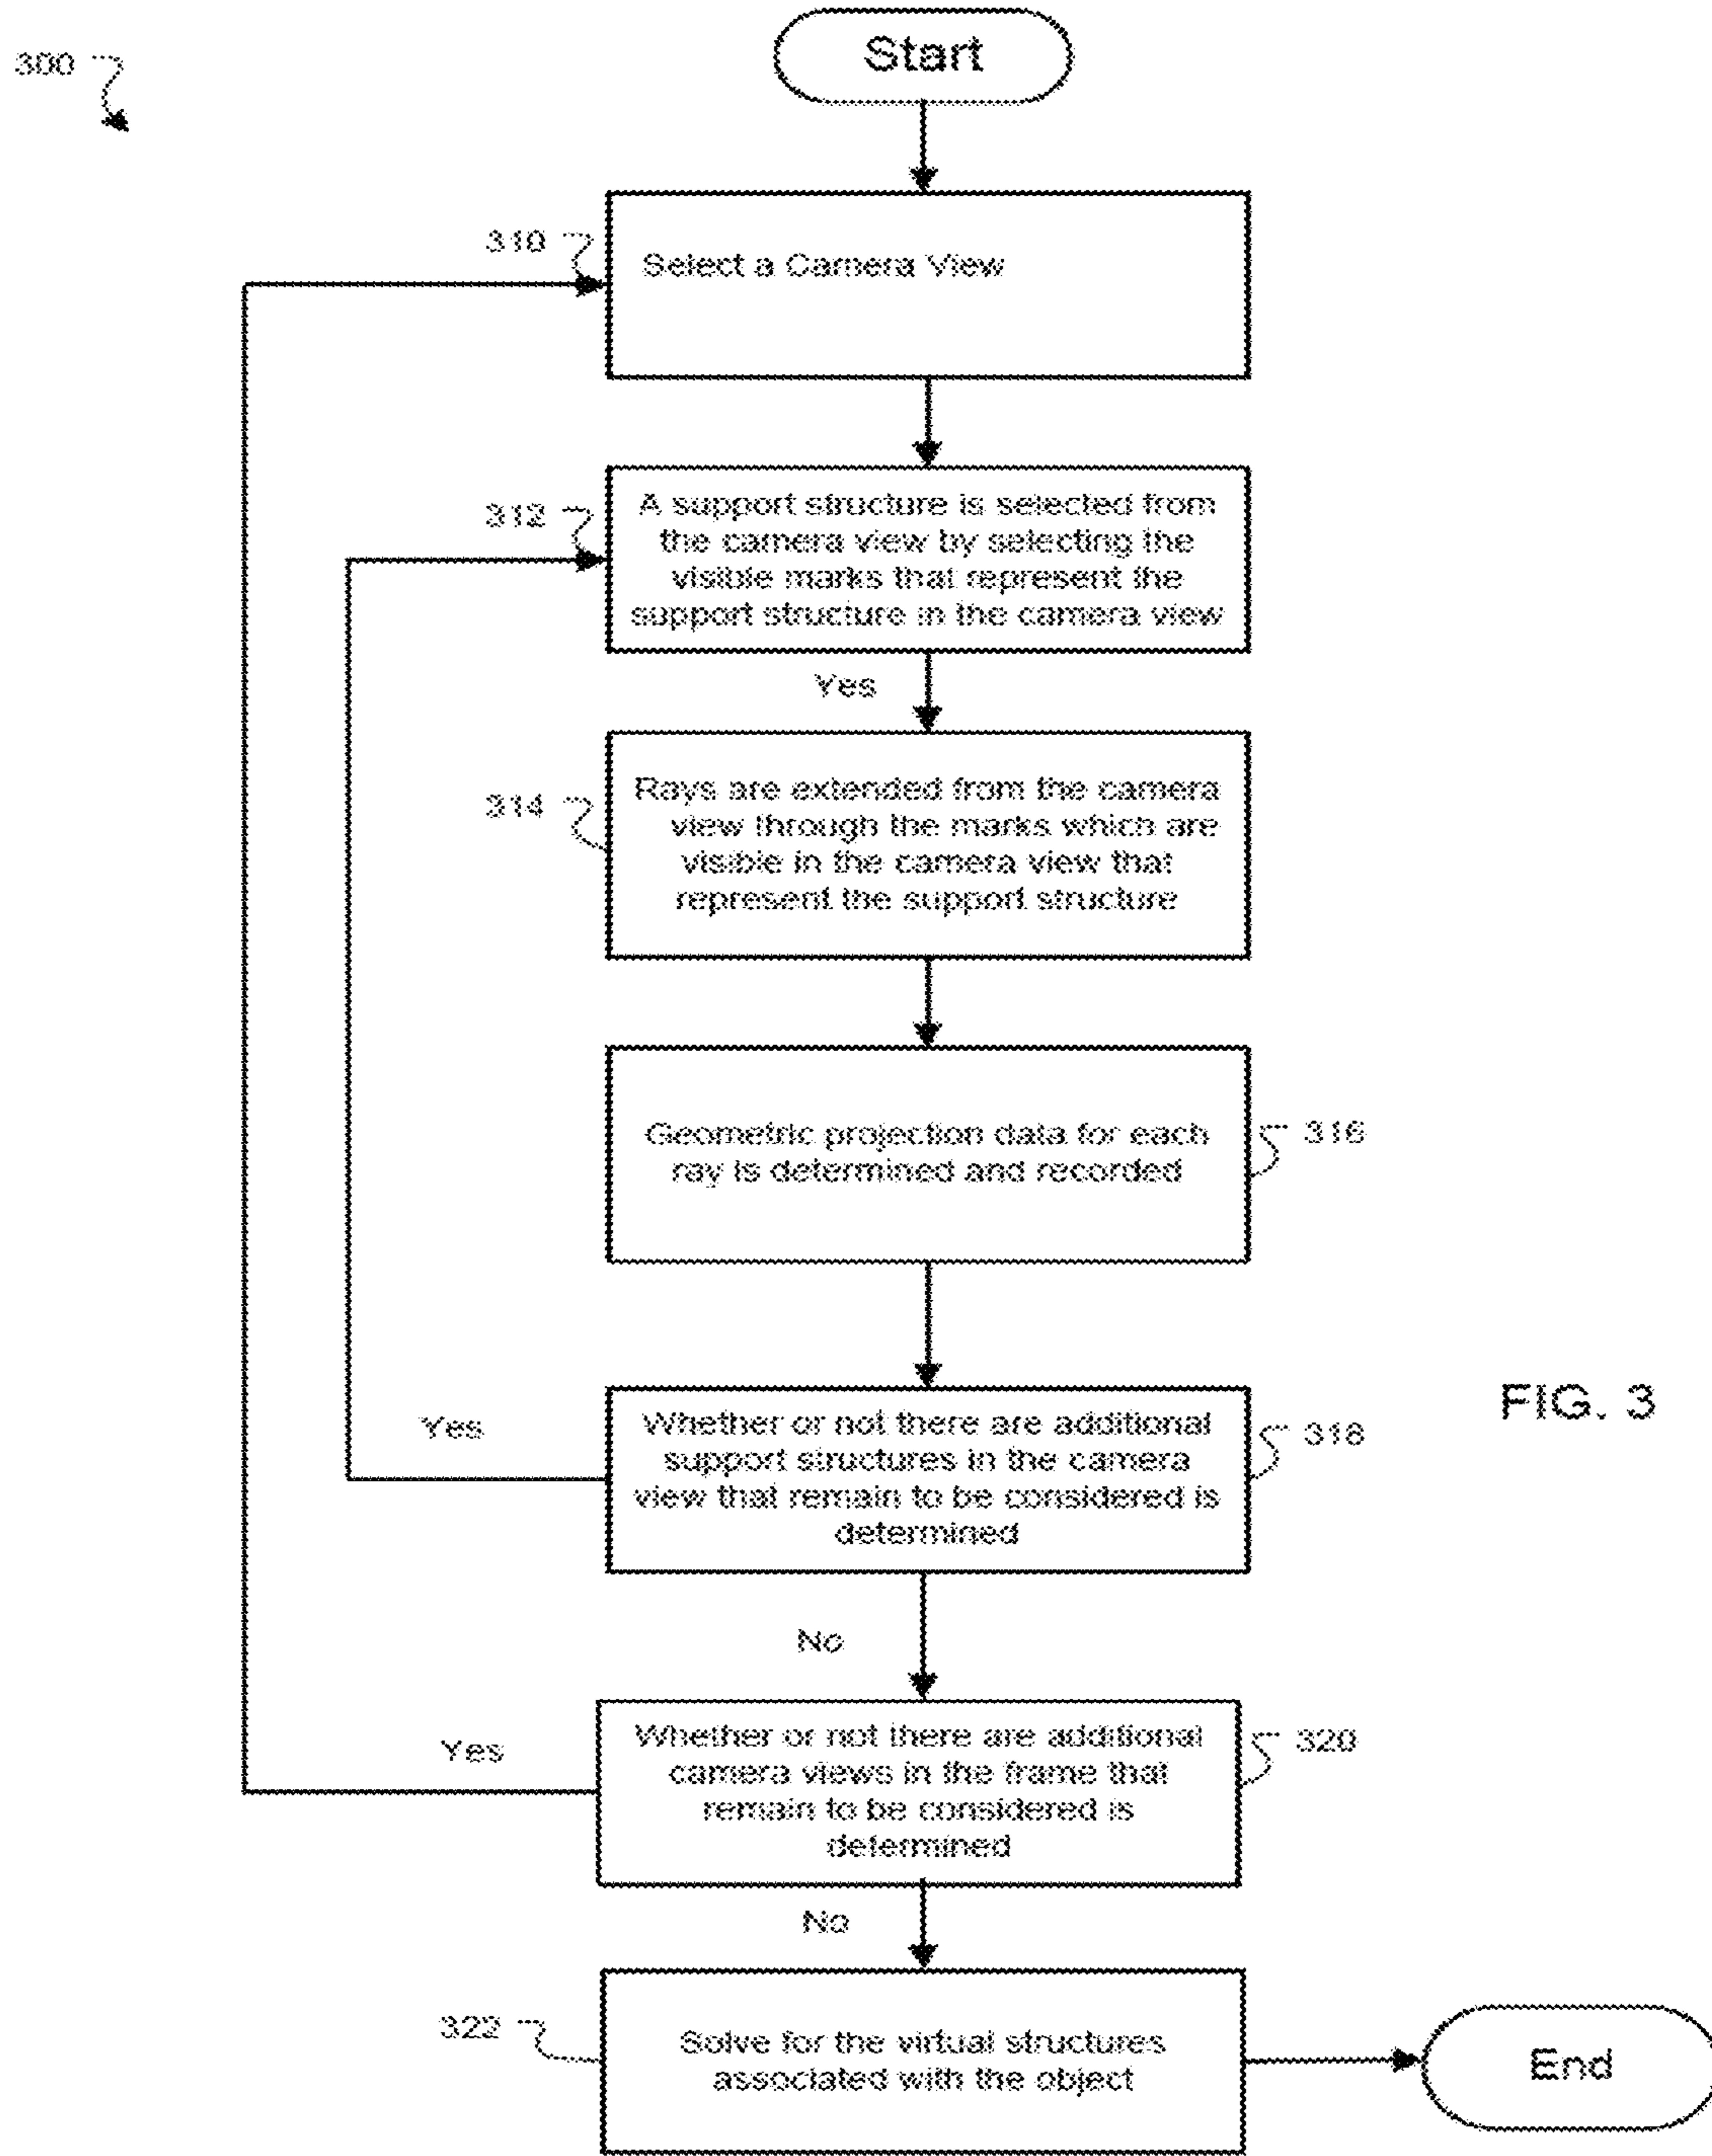 300
Start
310
Select a Camera View
312
A support structure is selected from
the camera view by selecting the
visible marks that represent the
support structure in the camera view
Yes
314
Rays are extended from the camera
view through the marks which are
visible in the camera view that
represent the support structure
Geometric projection data for each
ray is determined and recorded
316
Yes
Whether or not there are additional
support structures in the camera
view that remain to be considered is
determined
318
FIG. 3
No
Yes
Whether or not there are additional
camera views in the frame that
remain to be considered is
determined
320
No
322
Solve for the virtual structures
associated with the object
End